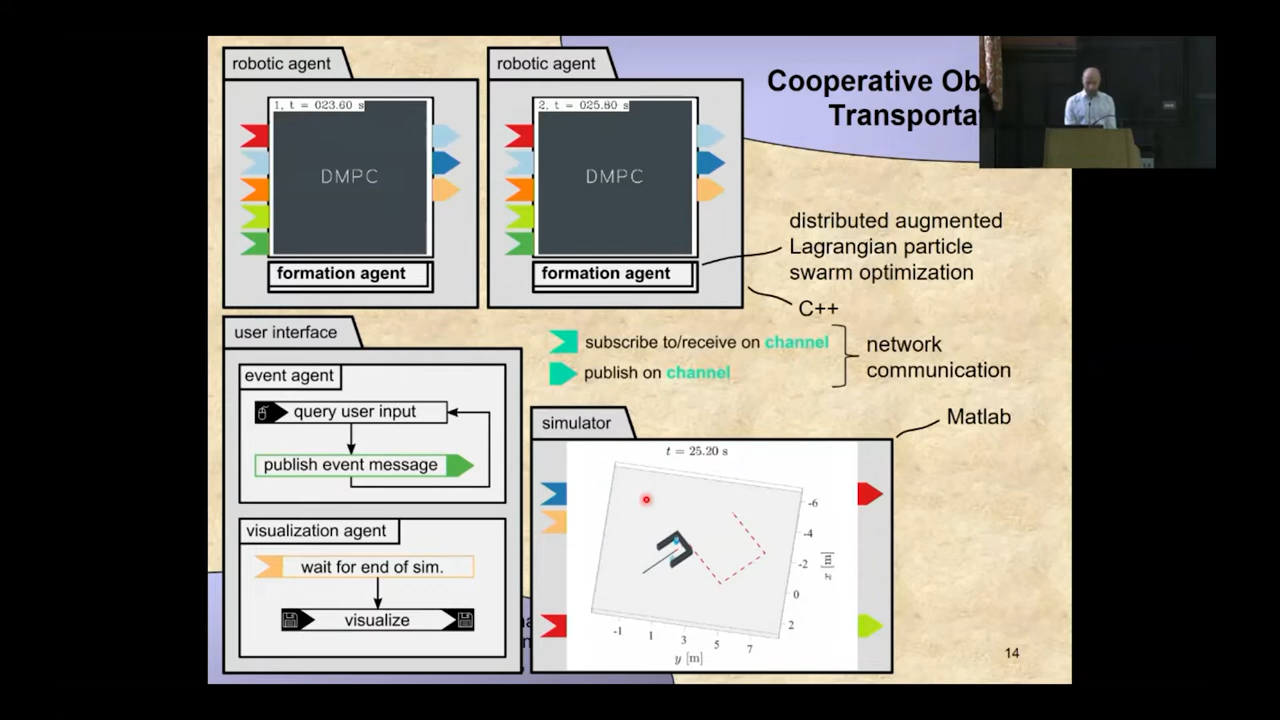 robotic agent
robotic agent
Cooperative Ob
Transporta
1, t = 023.60 s
2, t = 025.80 s
DMPC
DMPC
formation agent
formation agent
distributed augmented
Lagrangian particle
swarm optimization
C++
user interface
subscribe to/receive on channel
publish on channel
network
communication
event agent
query user input
publish event message
simulator
Matlab
t = 25.20 s
-6
-4
-2
0
2
z [m]
-1
1
3
5
7
y [m]
visualization agent
wait for end of sim.
visualize
14